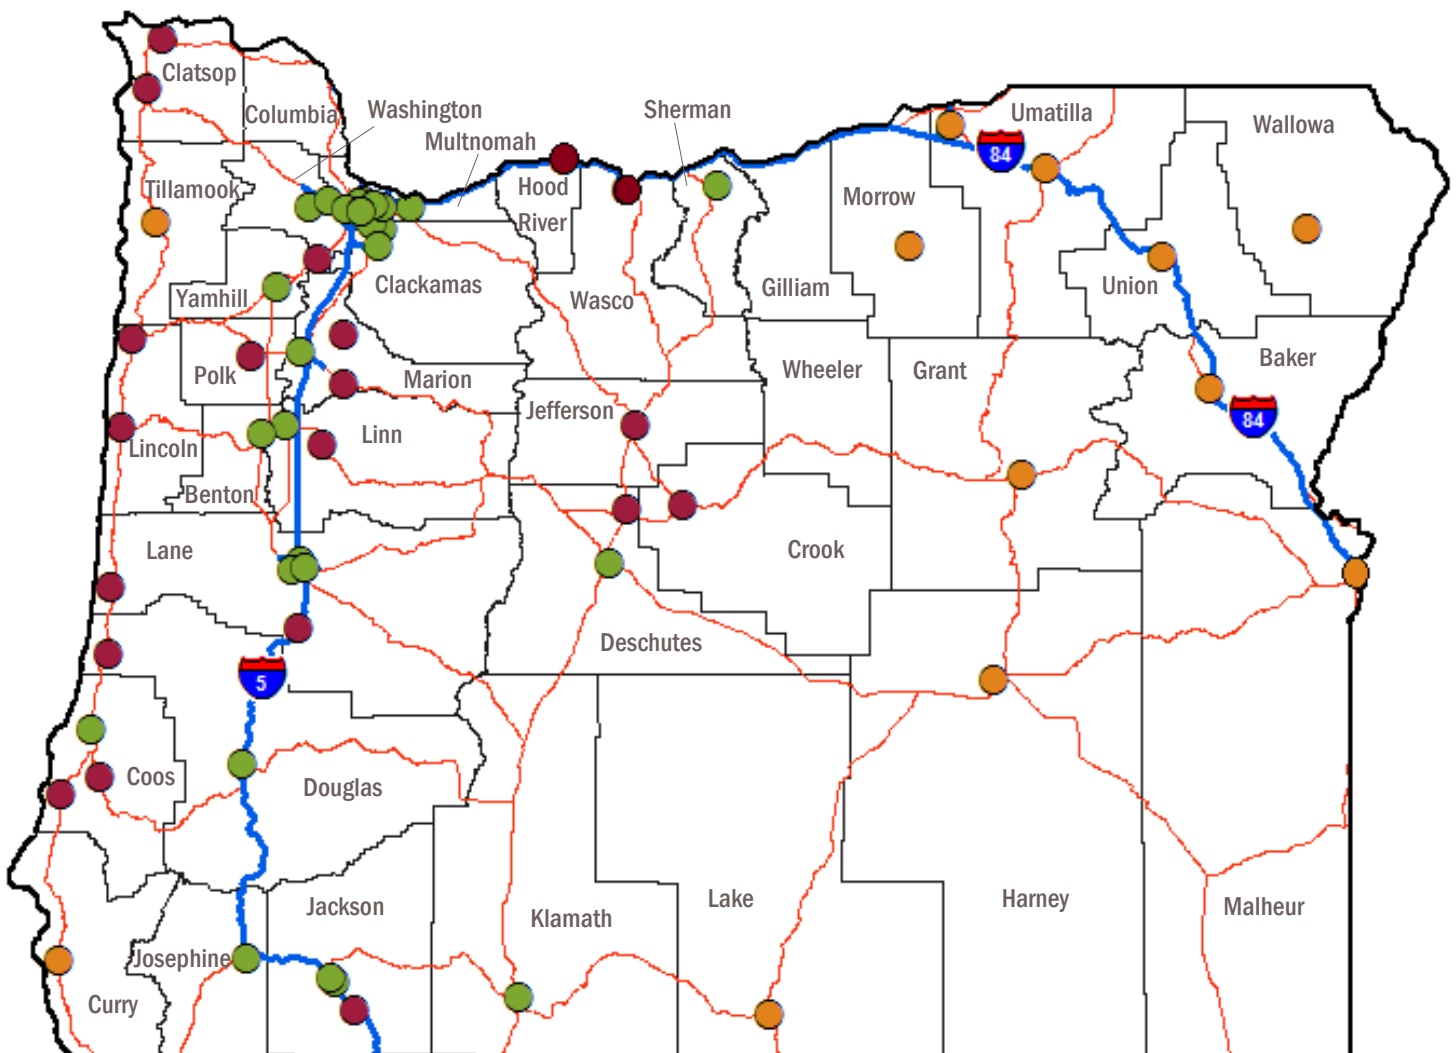 Clatsop
Columbia
Washington
Multnomah
Sherman
Umatilla
Wallowa
84
Tillamook
Hood
River
Morrow
Yamhill
Clackamas
Wasco
Gilliam
Union
Polk
Marion
Jefferson
Wheeler
Grant
Baker
84
Lincoln
Linn
Benton
Lane
Crook
Deschutes
5
Coos
Douglas
Jackson
Klamath
Lake
Harney
Malheur
Josephine
Curry